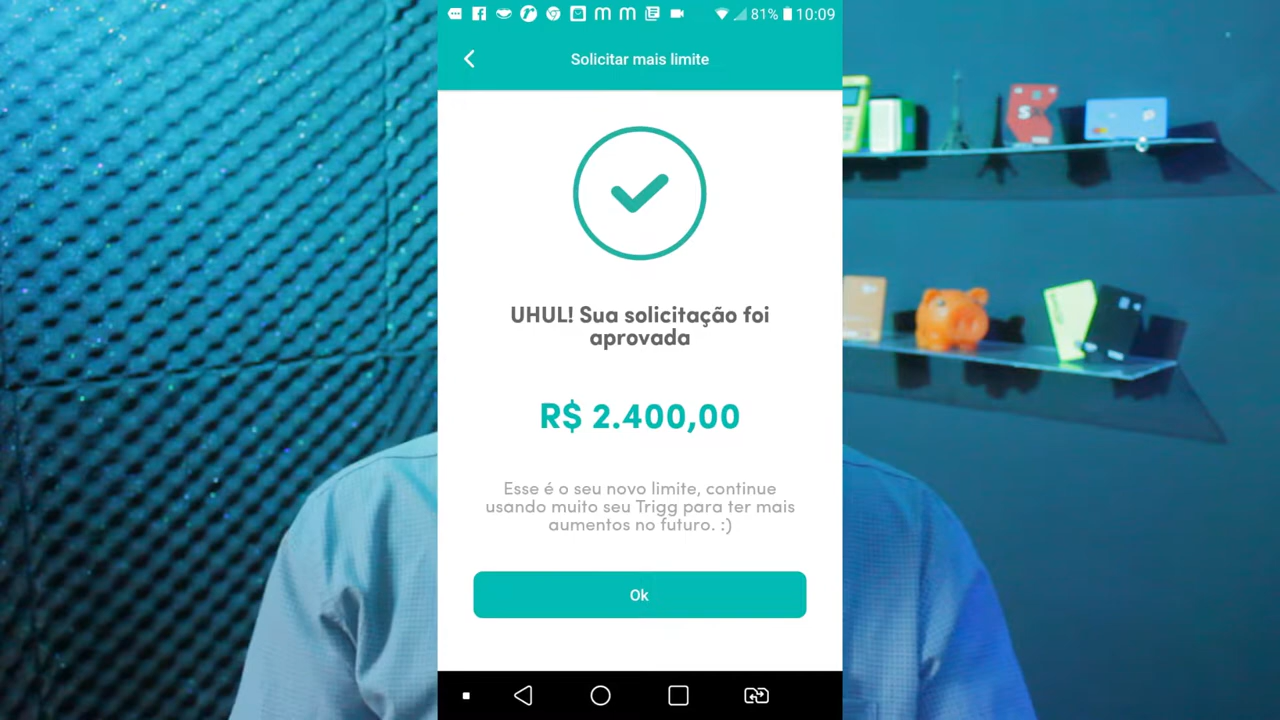 81% 10:09
Solicitar mais limite
UHUL! Sua solicitação foi
aprovada
R$ 2.400,00
Esse é o seu novo limite, continue
usando muito seu Trigg para ter mais
aumentos no futuro. :)
Ok